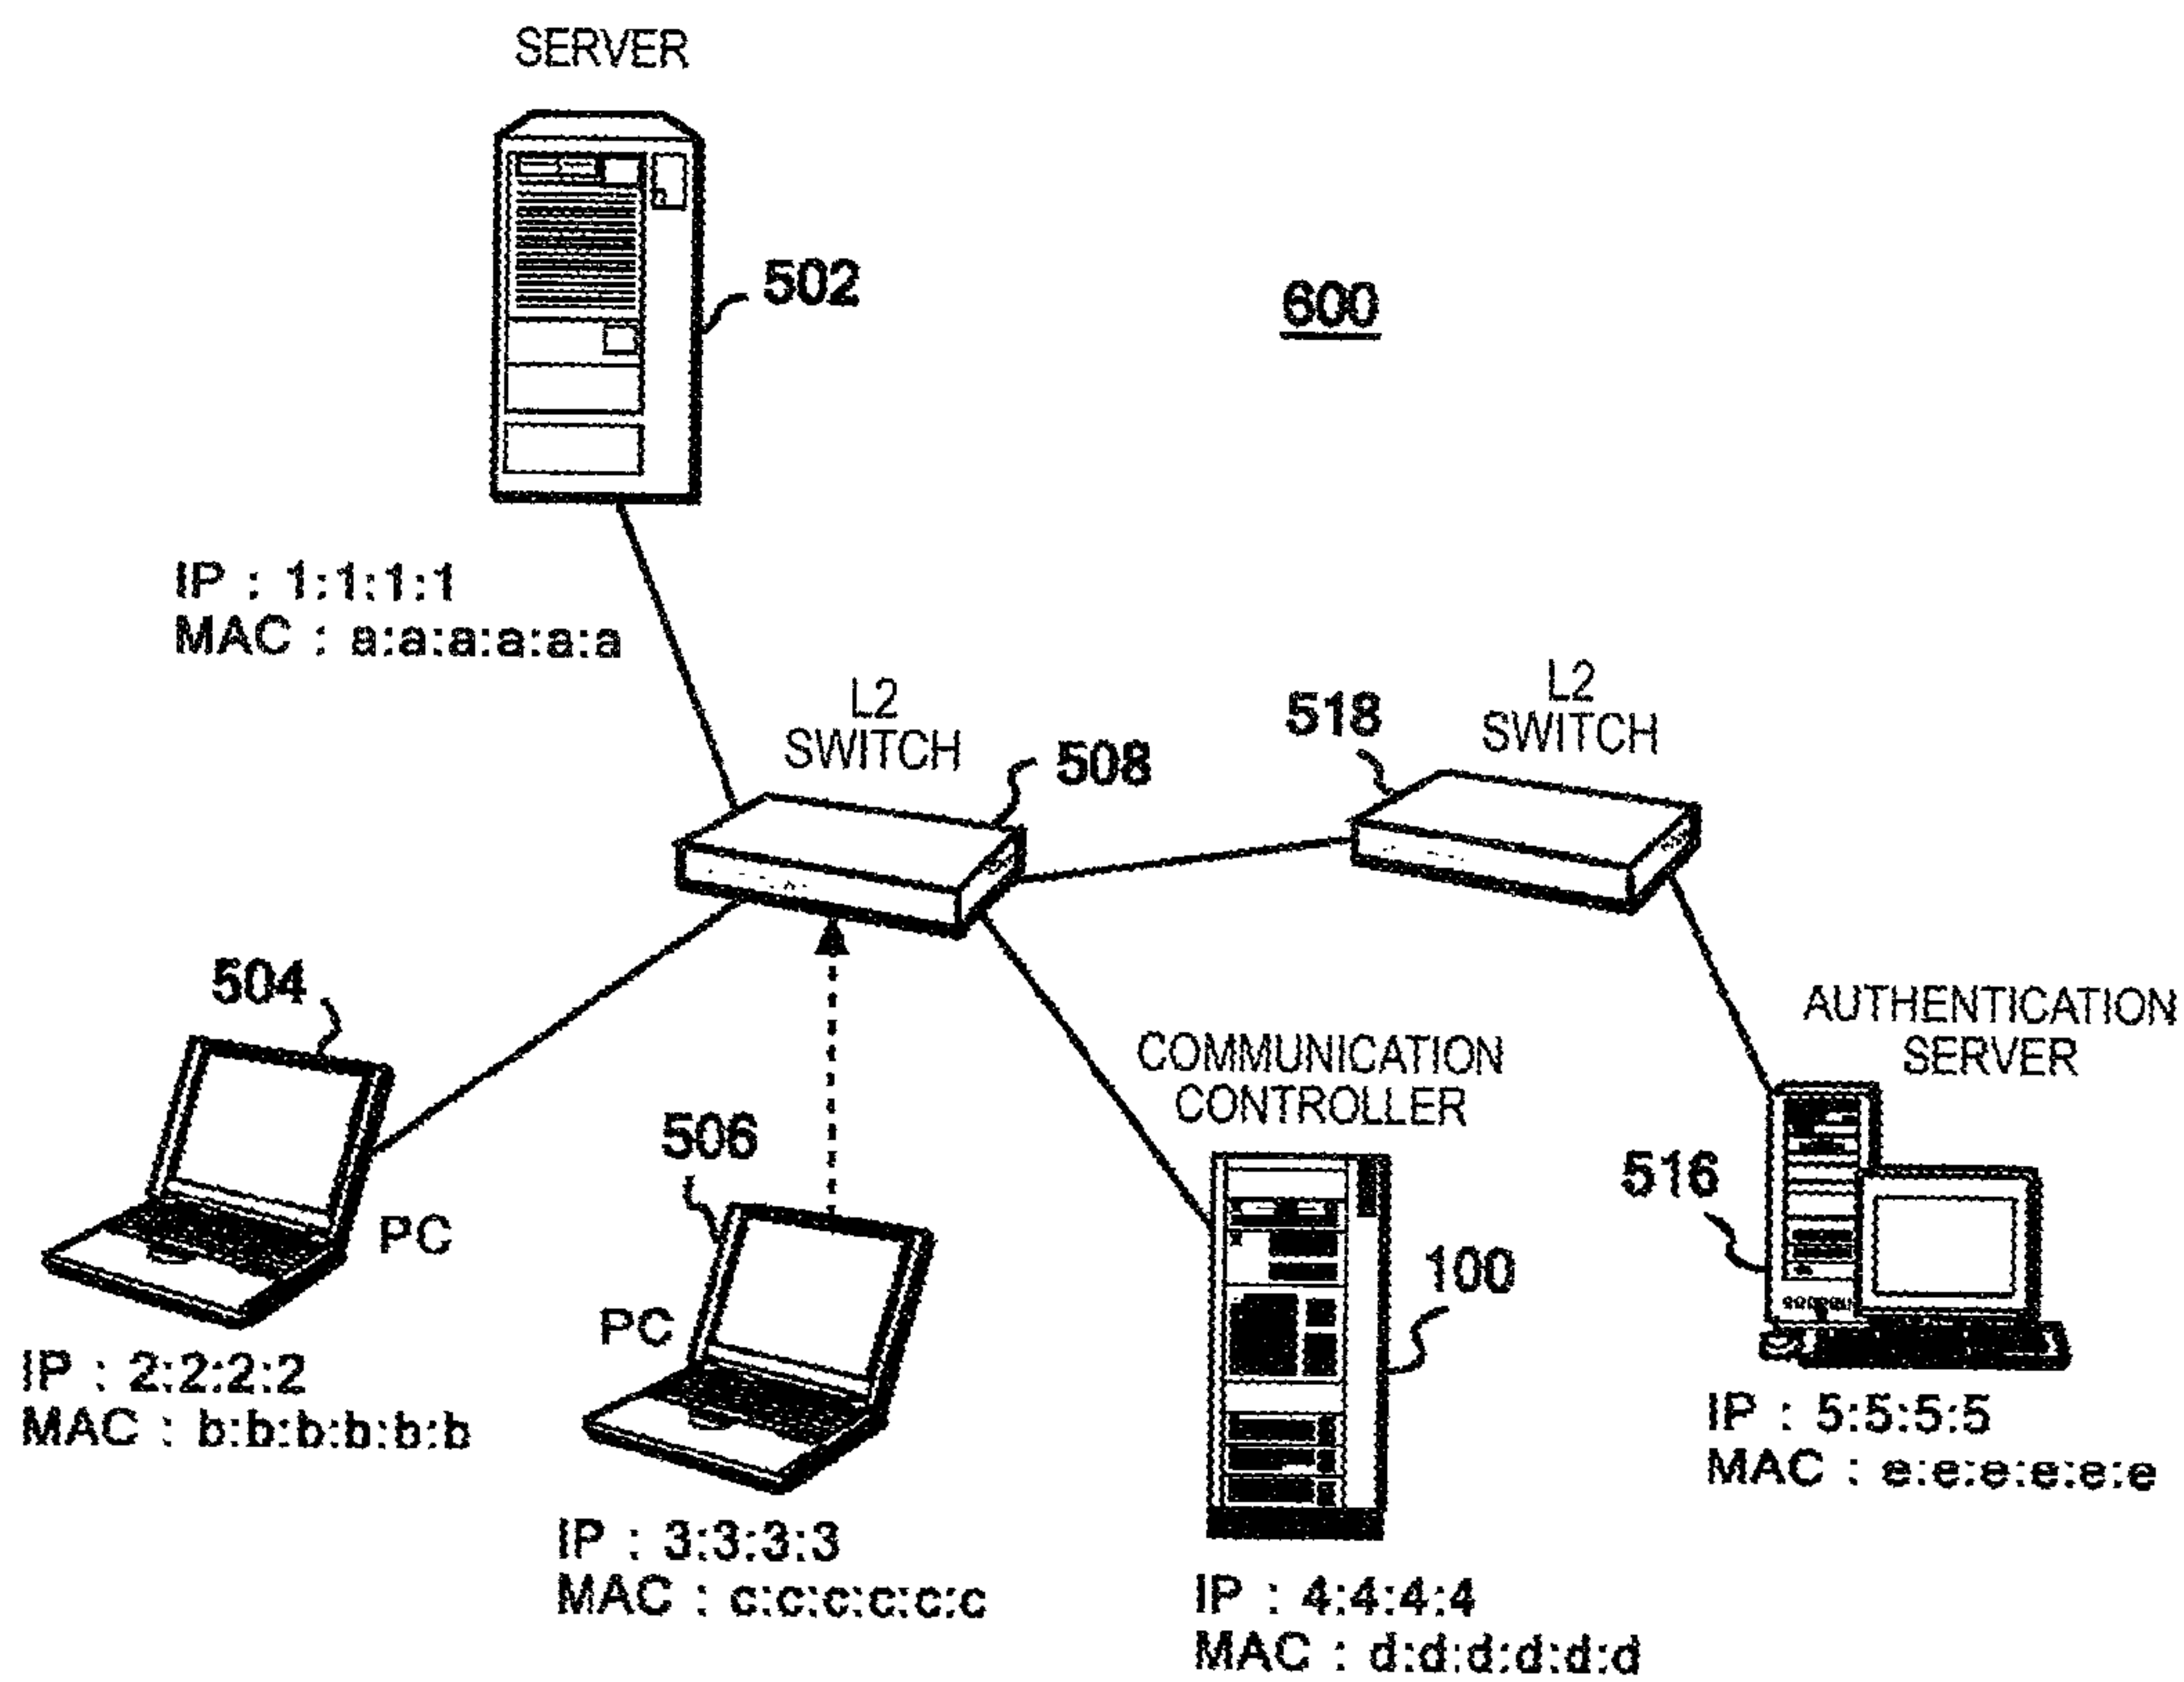 SERVER
502
600
IP : 1:1:1:1
MAC : a:a:a:a:a:a
L2
SWITCH
508
518
L2
SWITCH
504
PC
IP : 2:2:2:2
MAC : b:b:b:b:b:b
506
PC
IP : 3:3:3:3
MAC : c:c:c:c:c:c
COMMUNICATION
CONTROLLER
100
IP : 4:4:4:4
MAC : d:d:d:d:d:d
AUTHENTICATION
SERVER
516
IP : 5:5:5:5
MAC : e:e:e:e:e:e